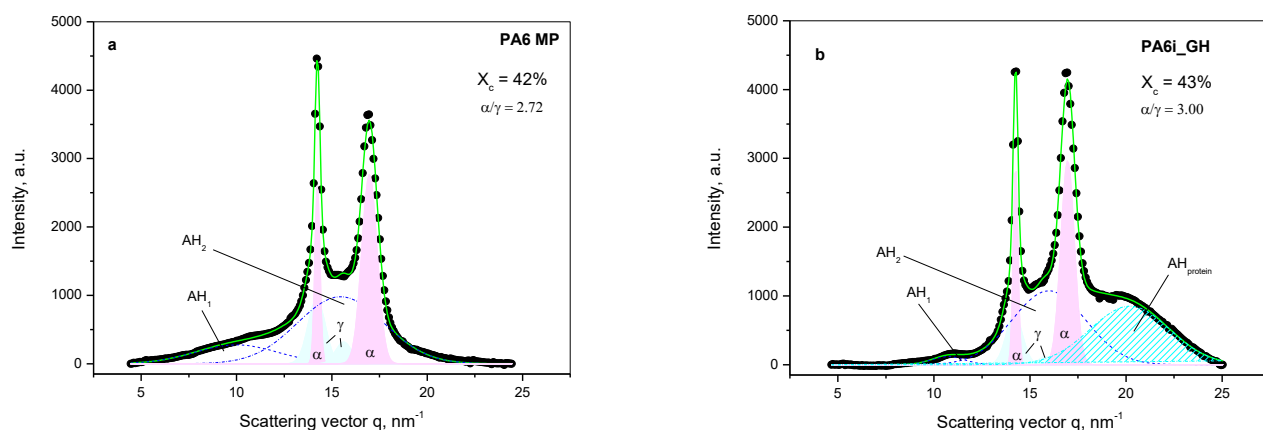 a
PA6 MP
X_c = 42%
α/γ = 2.72
AH_2
AH_1
γ
α
α
5000
4000
3000
2000
1000
0
5
10
15
20
25
Intensity, a.u.
Scattering vector q, nm^-1
b
PA6i_GH
X_c = 43%
α/γ = 3.00
AH_2
AH_1
AH_protein
γ
α
α
5000
4000
3000
2000
1000
0
5
10
15
20
25
Intensity, a.u.
Scattering vector q, nm^-1